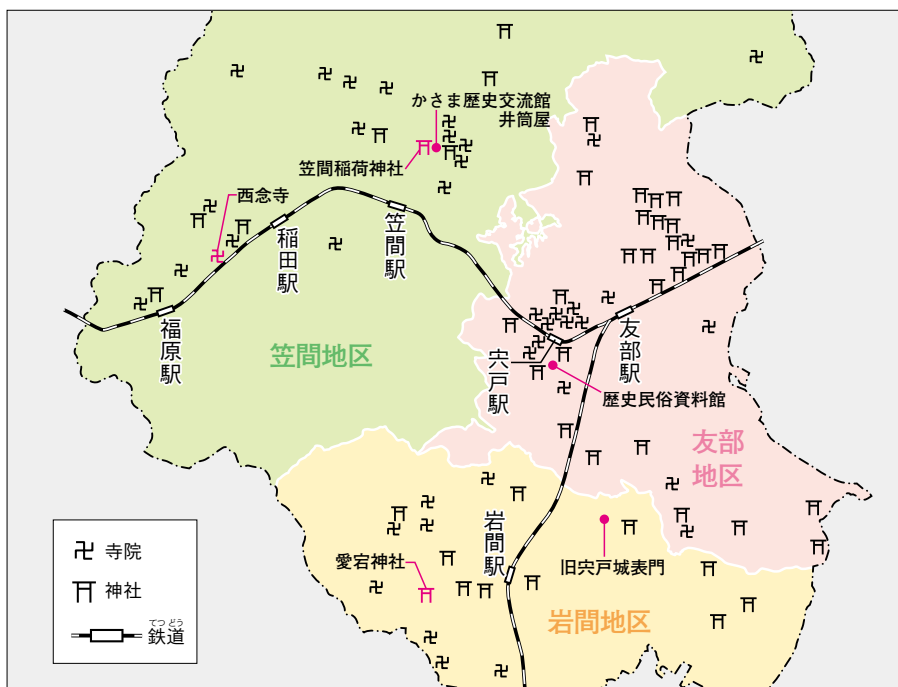 かさま歴史交流館
井筒屋
笠間稲荷神社
西念寺
稲田駅
笠間駅
福原駅
笠間地区
宍戸駅
友部駅
歴史民俗資料館
友部
地区
岩間駅
旧宍戸城表門
愛宕神社
岩間地区
寺院
神社
てつどう
鉄道